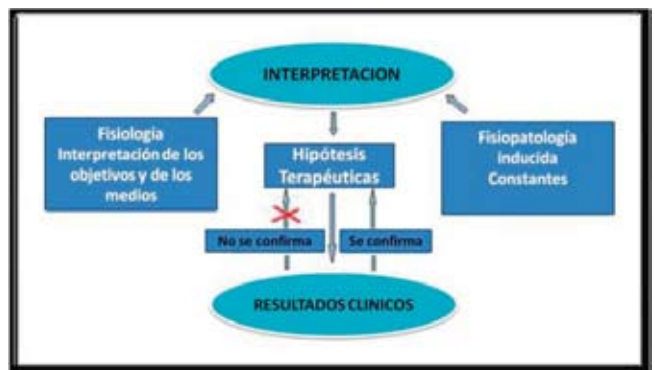 INTERPRETACION
Fisiología
Interpretación de los
objetivos y de los
medios
Hipótesis
Terapéuticas
Fisiopatología
inducida
Constantes
No se confirma
Se confirma
RESULTADOS CLINICOS